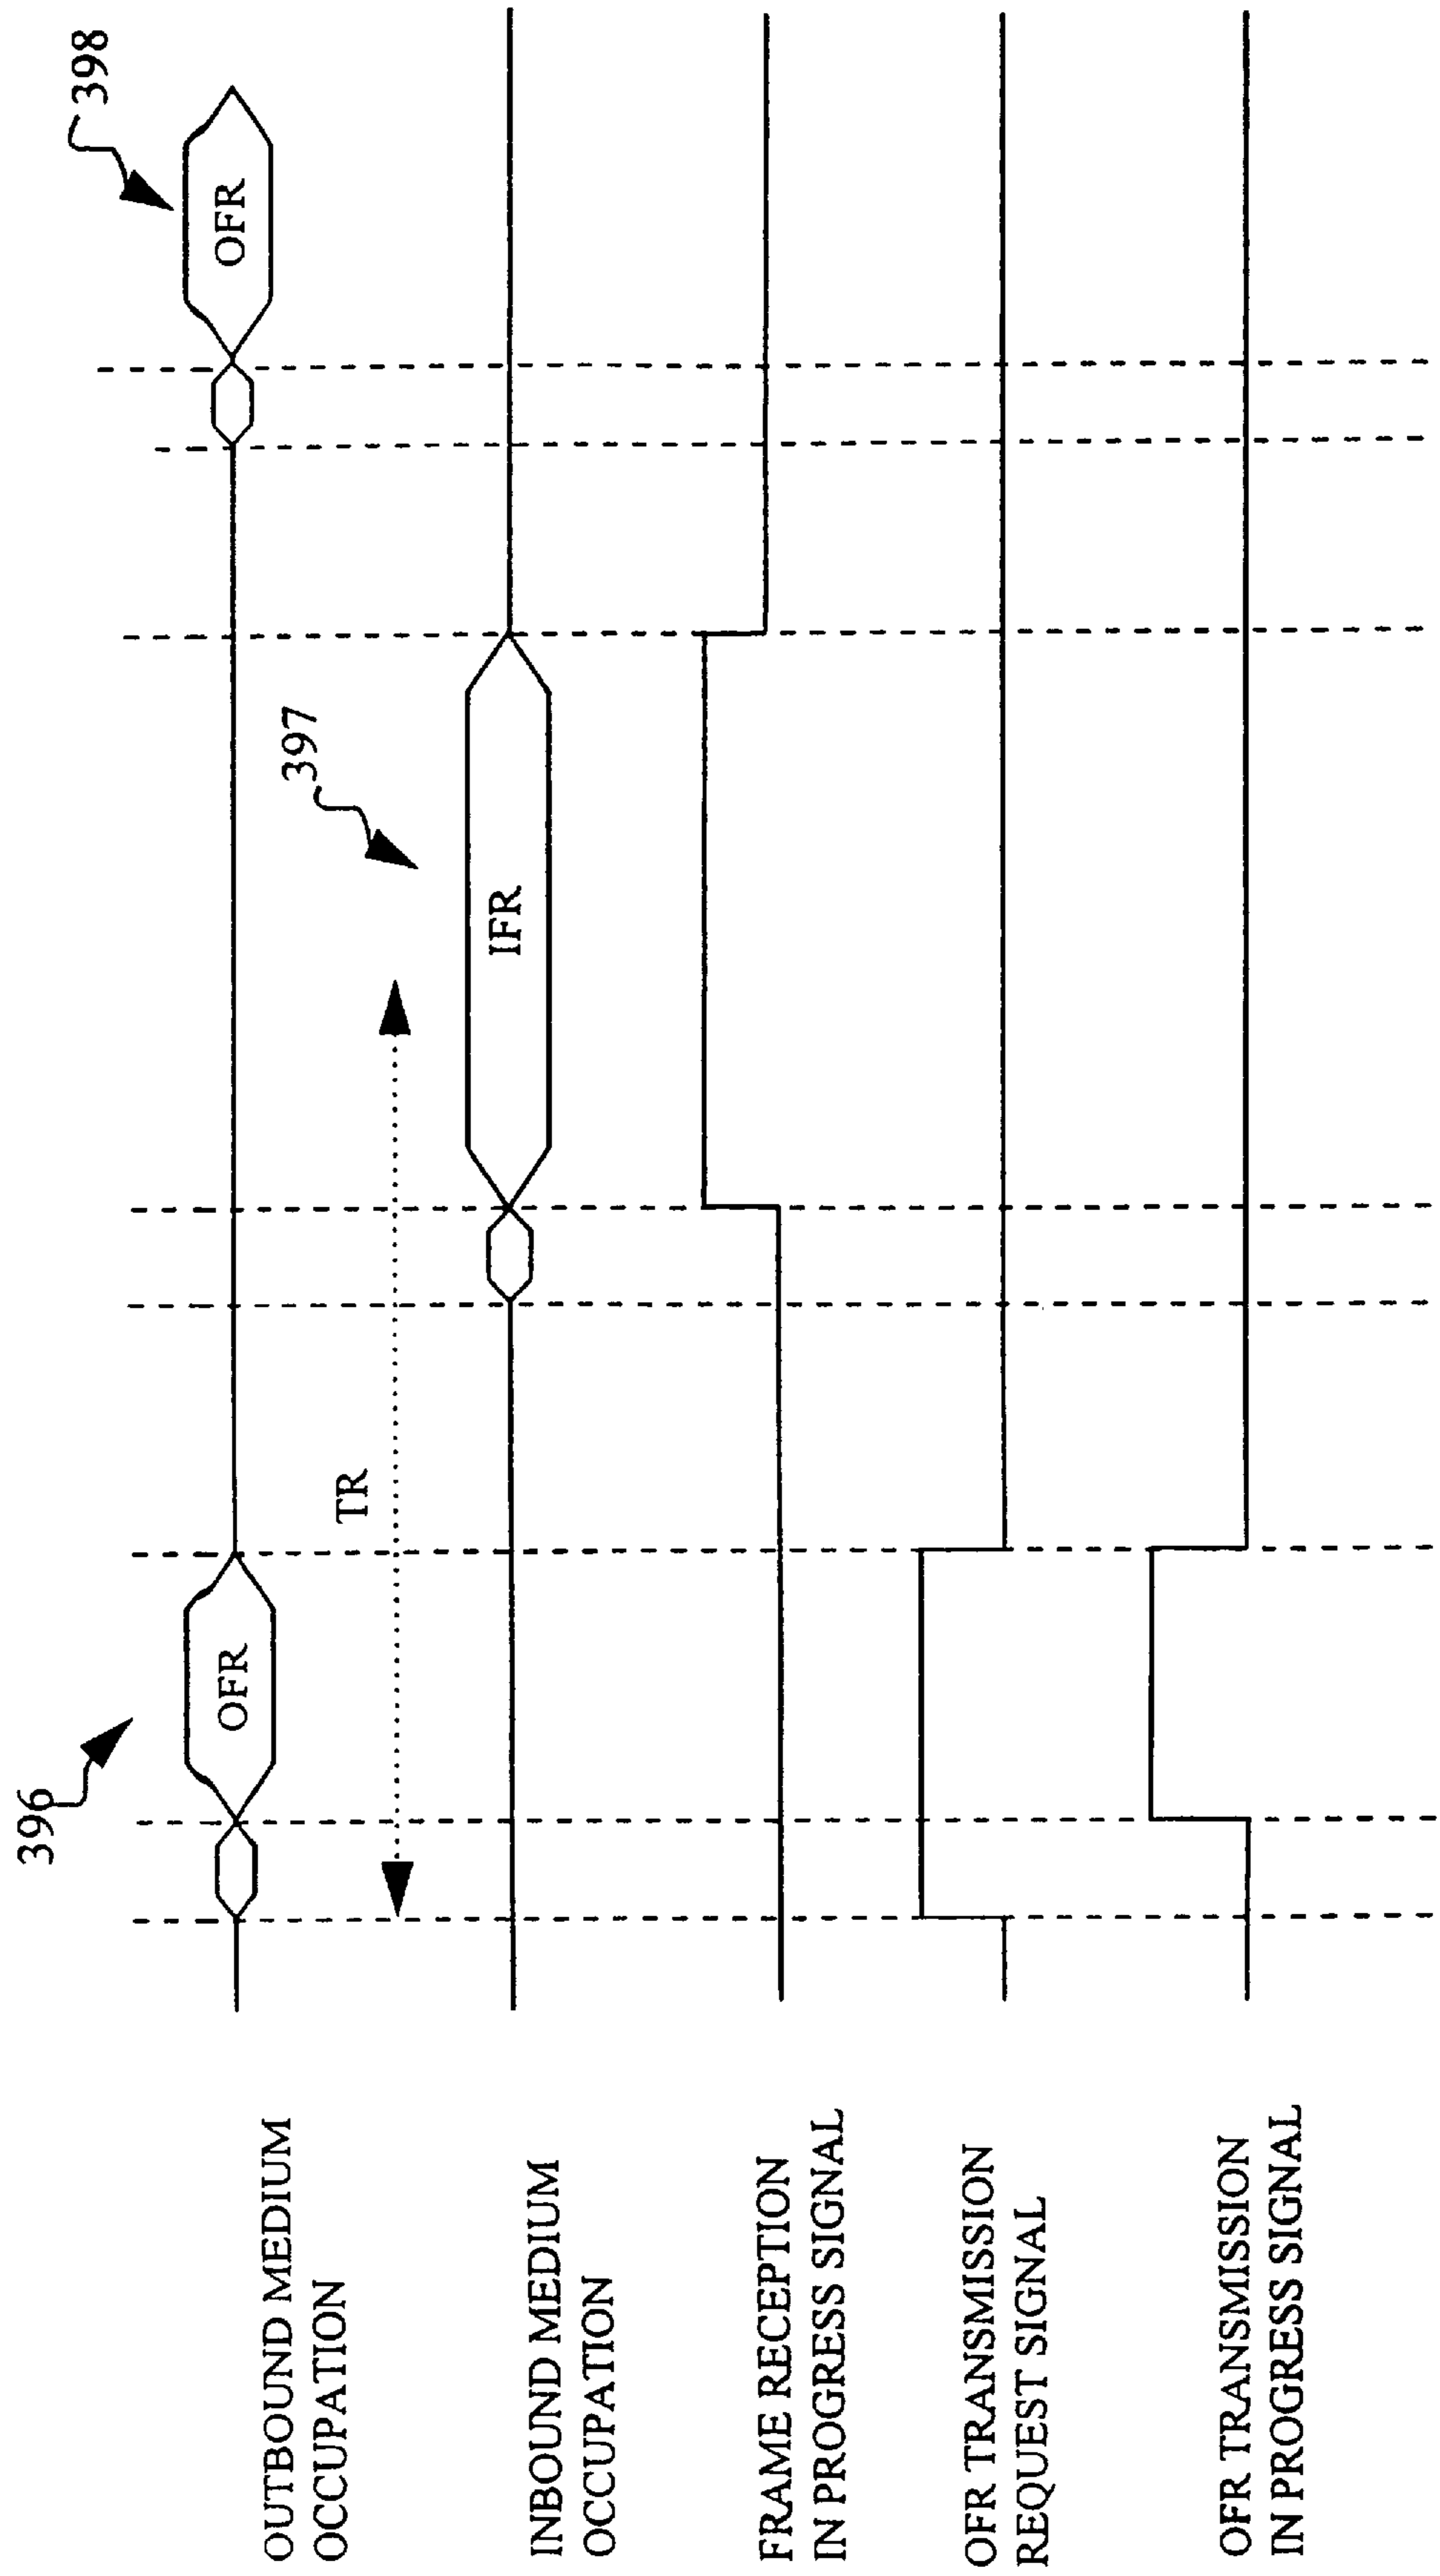 396
OFR
398
OFR
TR
397
IFR
OUTBOUND MEDIUM
OCCUPATION
INBOUND MEDIUM
OCCUPATION
FRAME RECEPTION
IN PROGRESS SIGNAL
OFR TRANSMISSION
REQUEST SIGNAL
OFR TRANSMISSION
IN PROGRESS SIGNAL